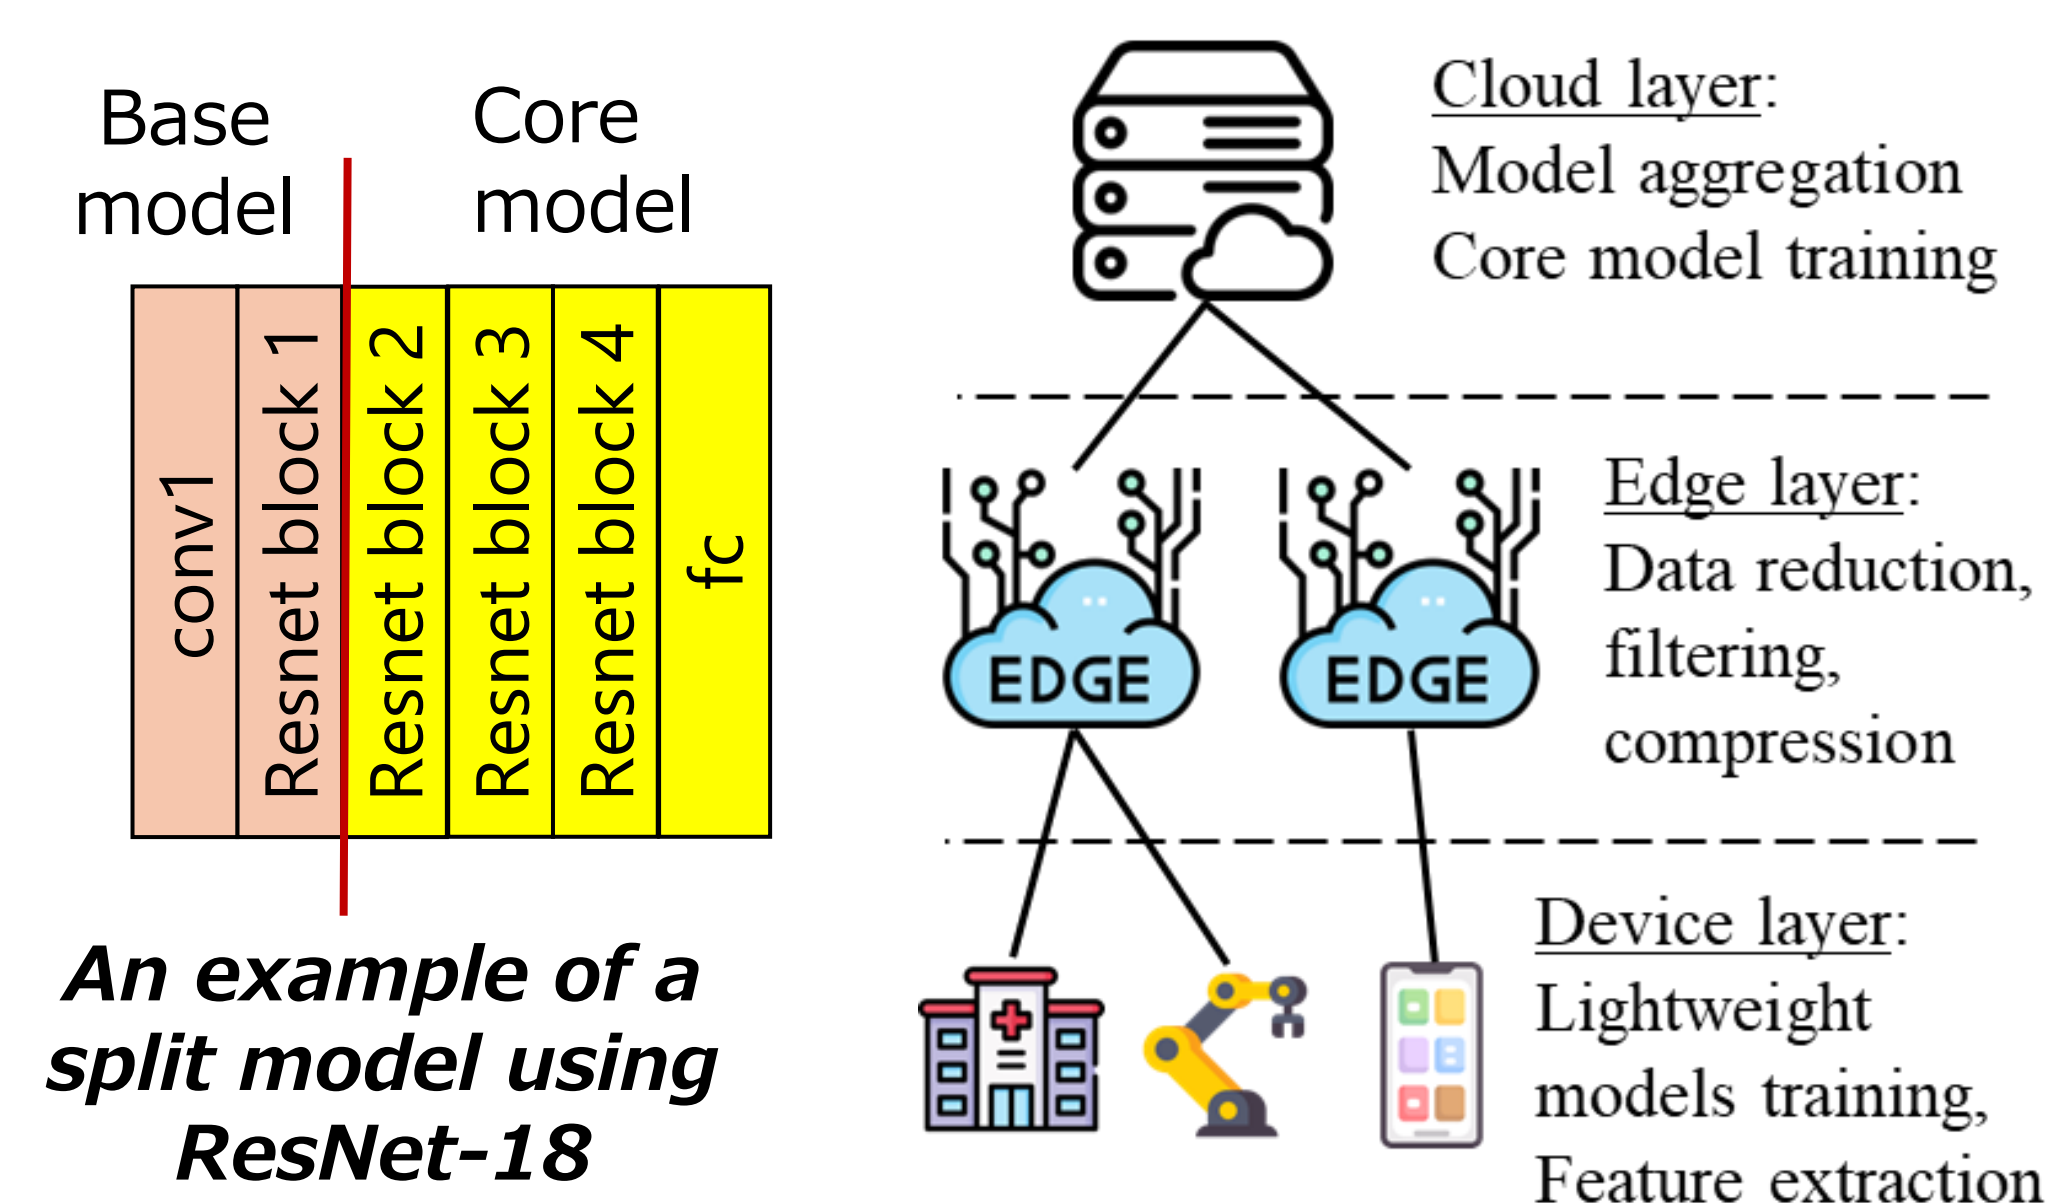 Base
model
Core
model
conv1
Resnet block 1
Resnet block 2
Resnet block 3
Resnet block 4
fc
An example of a
split model using
ResNet-18
Cloud layer:
Model aggregation
Core model training
EDGE
EDGE
Edge layer:
Data reduction,
filtering,
compression
Device layer:
Lightweight
models training,
Feature extraction